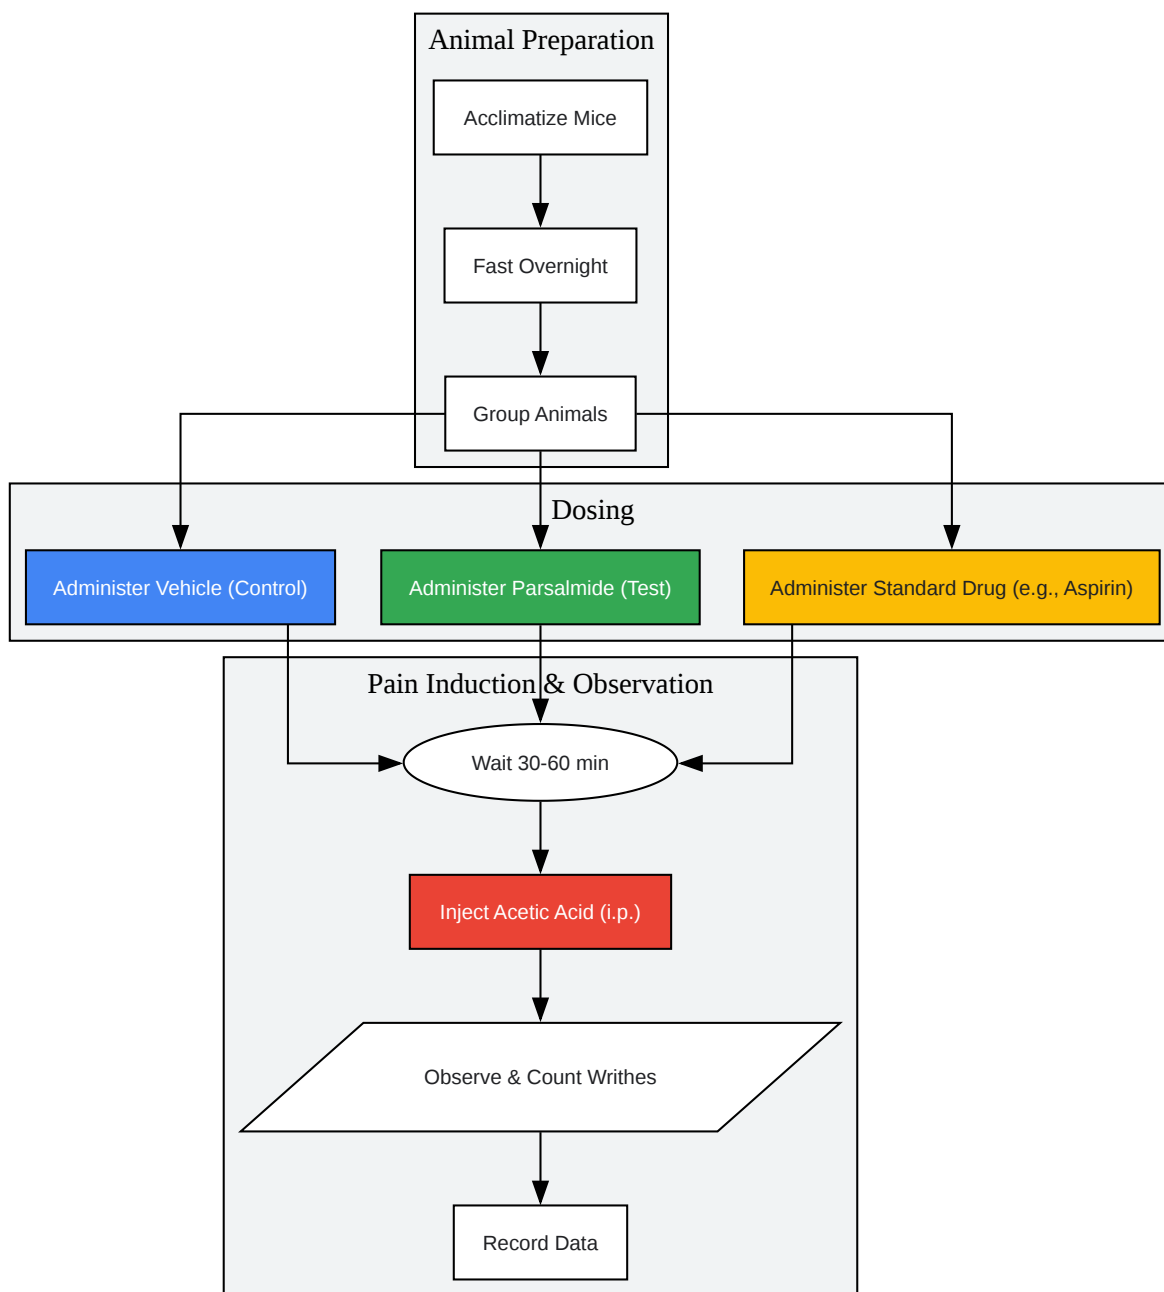 Animal Preparation
Acclimatize Mice
Fast Overnight
Group Animals
Dosing
Administer Vehicle (Control)
Administer Parsalmide (Test)
Administer Standard Drug (e.g., Aspirin)
Pain Induction & Observation
Wait 30-60 min
Inject Acetic Acid (i.p.)
Observe & Count Writhes
Record Data